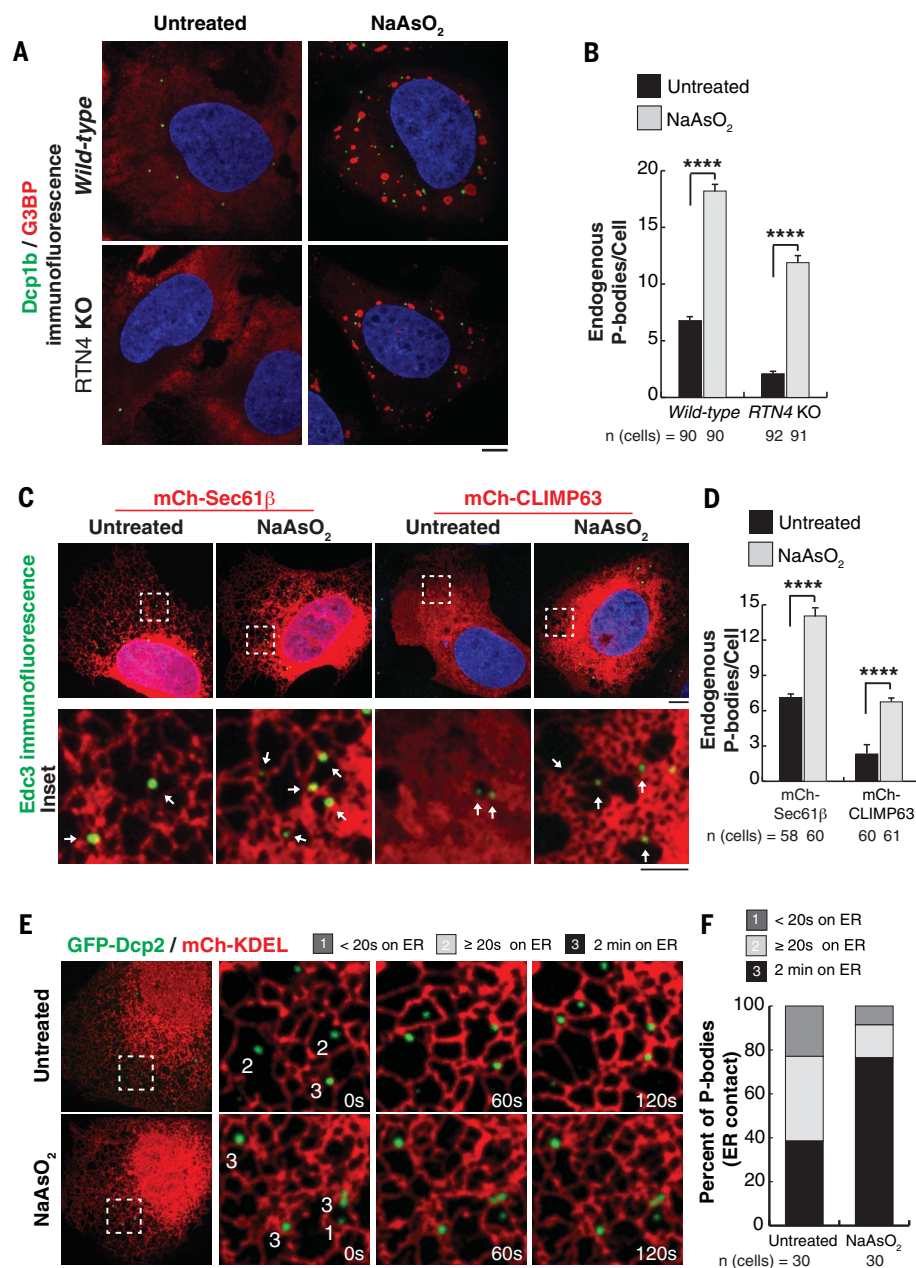 A
Untreated
NaAsO₂
Dcp1b / G3BP
immunofluorescence
Wild-type
RTN4 KO
B
Untreated
NaAsO₂
Endogenous
P-bodies/Cell
20
15
10
5
0
****
****
Wild-type RTN4 KO
n (cells) = 90 90 92 91
C
mCh-Sec61β
mCh-CLIMP63
Untreated
NaAsO₂
Untreated
NaAsO₂
Edc3 immunofluorescence
Inset
D
Untreated
NaAsO₂
Endogenous
P-bodies/Cell
15
12
9
6
3
0
****
****
mCh-
Sec61β
mCh-
CLIMP63
n (cells) = 58 60 60 61
E
GFP-Dcp2 / mCh-KDEL
1 < 20s on ER
2 ≥ 20s on ER
3 2 min on ER
Untreated
2
2
3
0s
60s
120s
NaAsO₂
3
3
3
1
0s
60s
120s
F
1 < 20s on ER
2 ≥ 20s on ER
3 2 min on ER
Percent of P-bodies
(ER contact)
100
80
60
40
20
0
Untreated NaAsO₂
n (cells) = 30 30